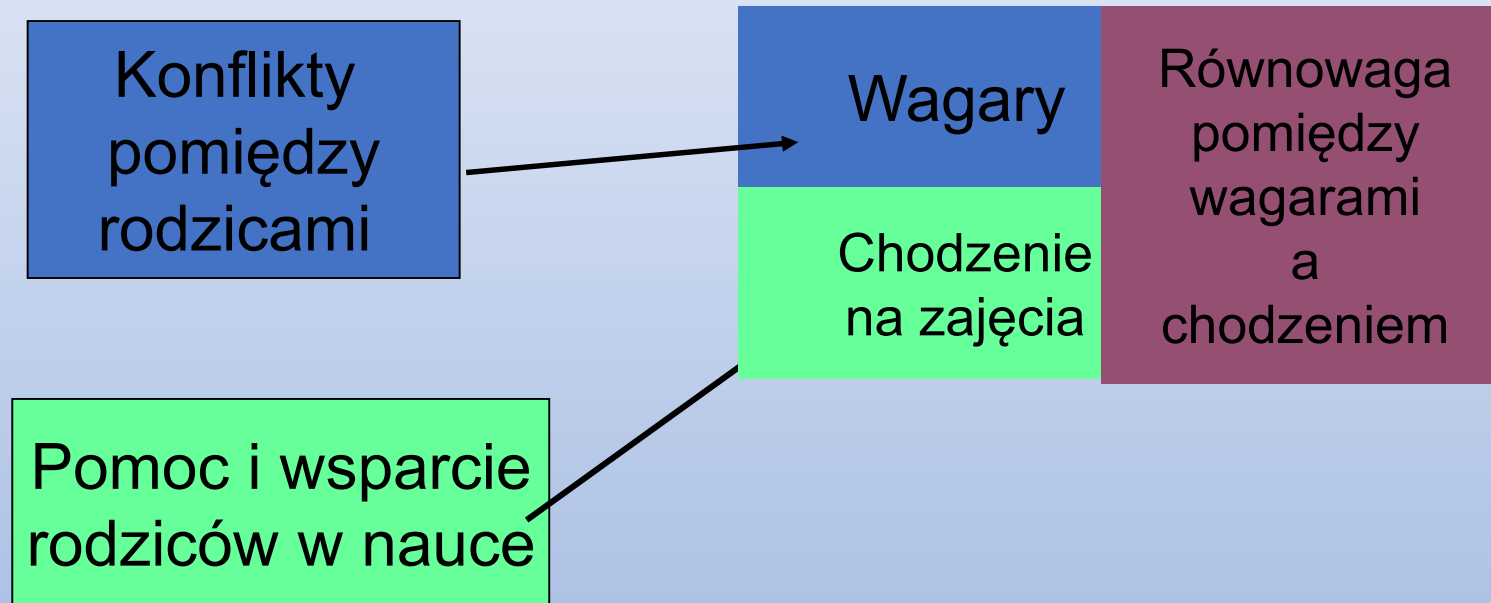 Konflikty
pomiędzy
rodzicami
Wagary
Równowaga
pomiędzy
wagarami
a
chodzeniem
Chodzenie
na zajęcia
Pomoc i wsparcie
rodziców w nauce